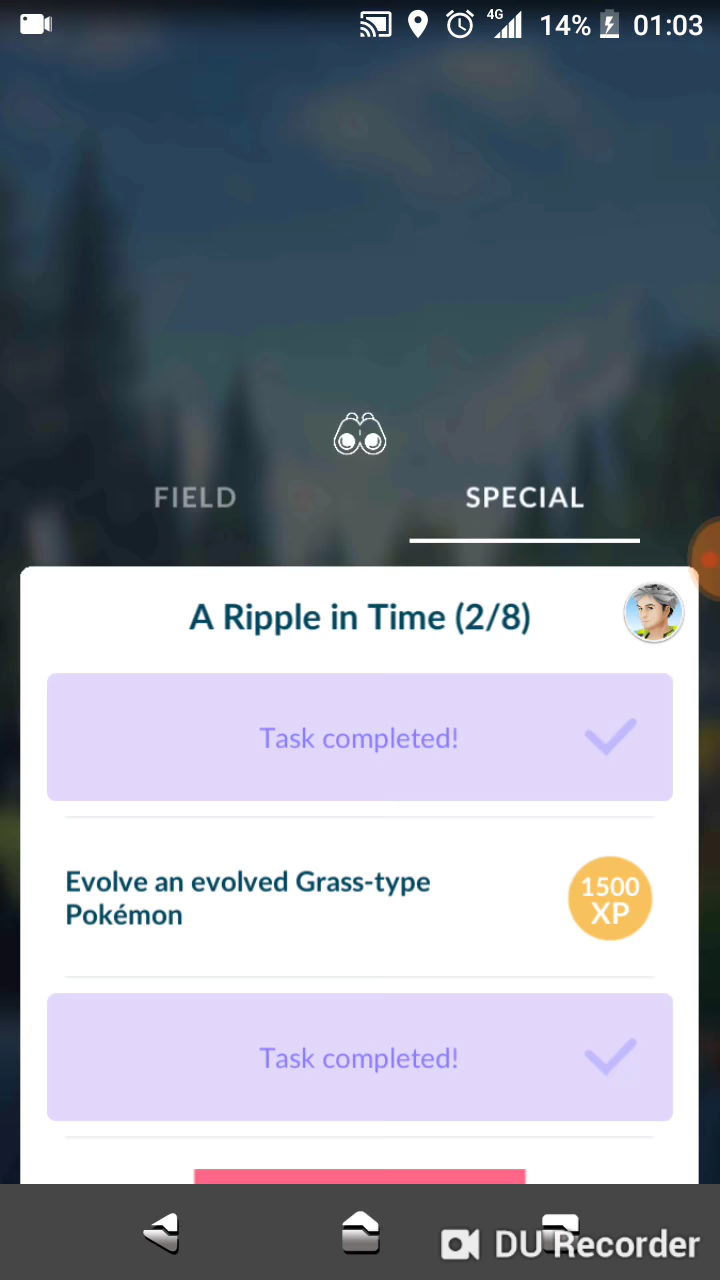 4G 14% 01:03
FIELD SPECIAL
A Ripple in Time (2/8)
Task completed!
Evolve an evolved Grass-type
Pokémon
1500
XP
Task completed!
DU Recorder